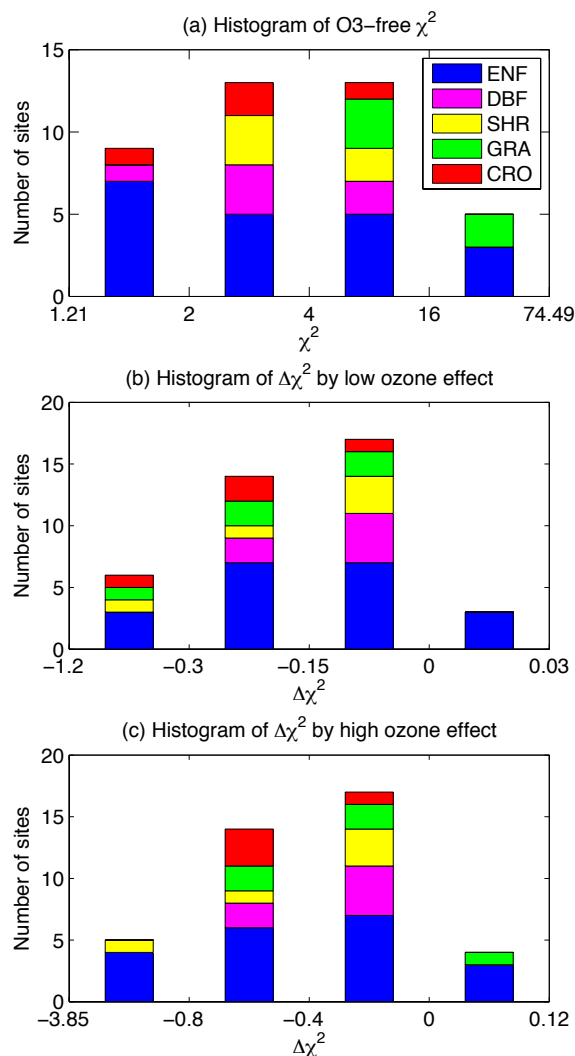 (a) Histogram of O3−free χ²
15
10
5
0
Number of sites
ENF
DBF
SHR
GRA
CRO
1.21 2 4 16 74.49
χ²
(b) Histogram of Δχ² by low ozone effect
20
15
10
5
0
Number of sites
−1.2 −0.3 −0.15 0 0.03
Δχ²
(c) Histogram of Δχ² by high ozone effect
20
15
10
5
0
Number of sites
−3.85 −0.8 −0.4 0 0.12
Δχ²